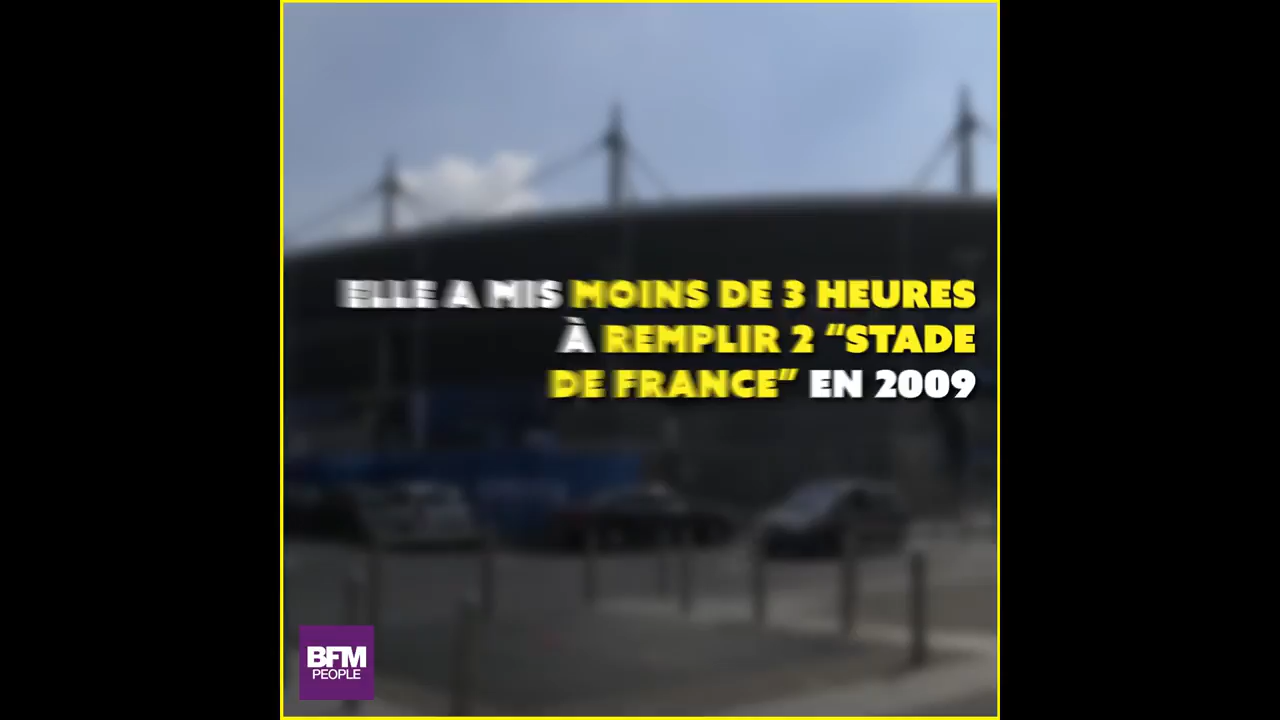 ELLE A MIS MOINS DE 3 HEURES
À REMPLIR 2 “STADE
DE FRANCE” EN 2009
BFM
PEOPLE